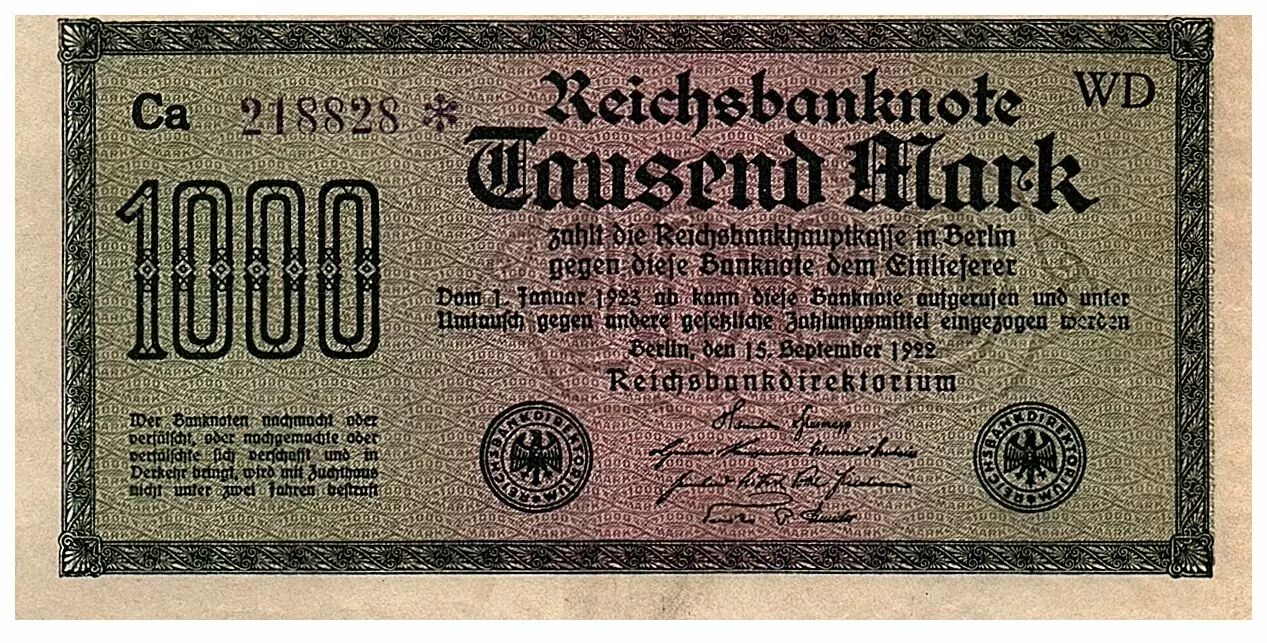 Ca 218828 *
Reichsbanknote
WD
Tausend Mark
1000
zahlt die Reichsbankhauptkasse in Berlin
gegen diese Banknote dem Einlieferer
Vom 1. Januar 1923 ab kann diese Banknote aufgerufen und unter
Umtausch gegen andere gesetzliche Zahlungsmittel eingezogen werden
Berlin, den 15. September 1922
Reichsbankdirektorium
Wer Banknoten nachmacht oder
verfälscht, oder nachgemachte oder
verfälschte sich verschafft und in
Verkehr bringt, wird mit Zuchthaus
nicht unter zwei Jahren bestraft
REICHSBANKDIREKTORIUM
REICHSBANKDIREKTORIUM